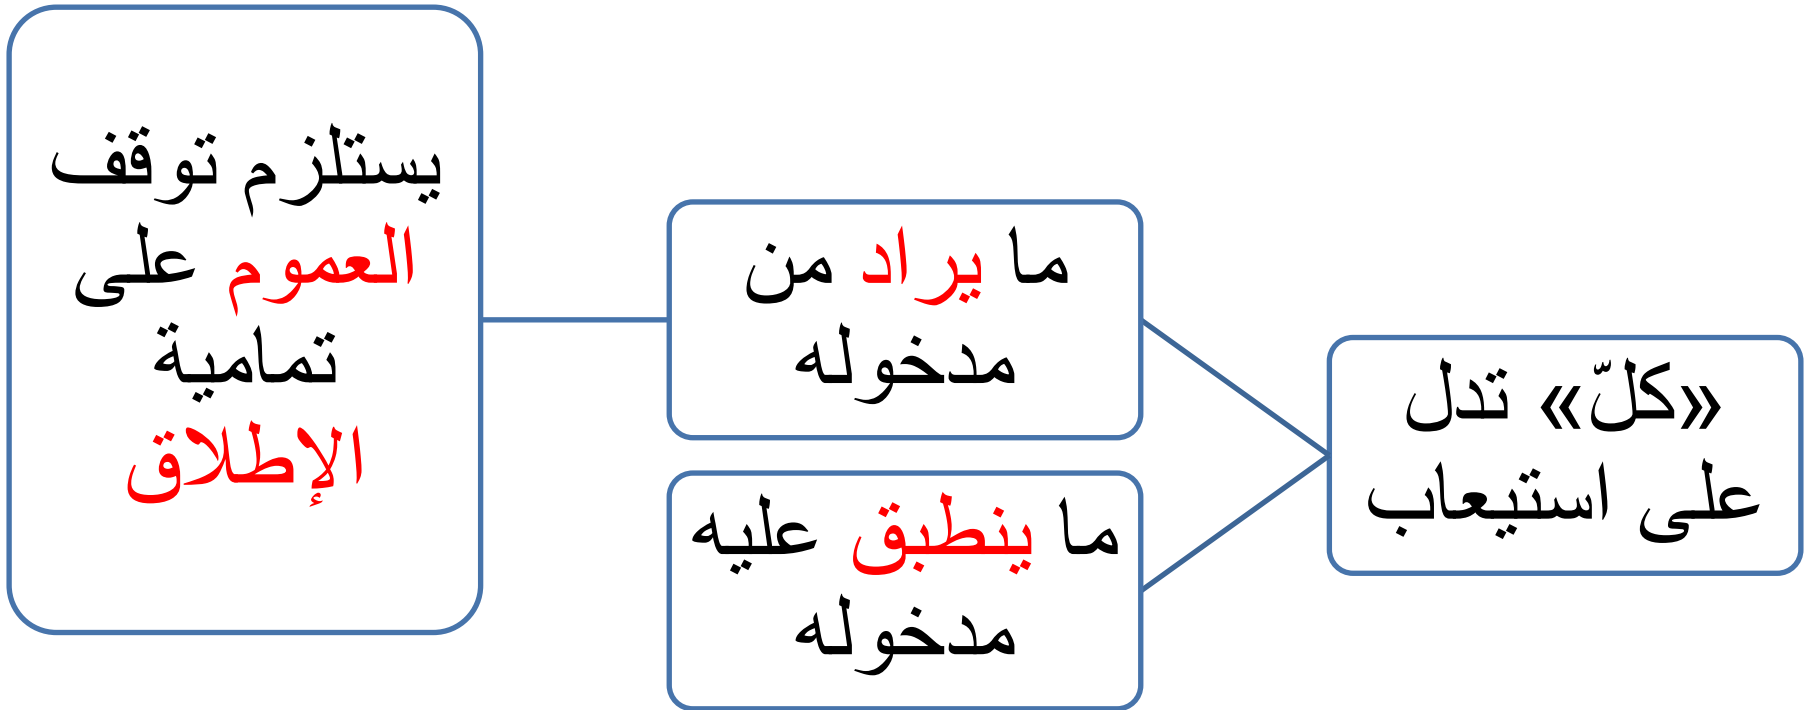 «كلّ» تدل
على استيعاب
ما يراد من
مدخوله
ما ينطبق عليه
مدخوله
يستلزم توقف
العموم على
تمامية
الإطلاق